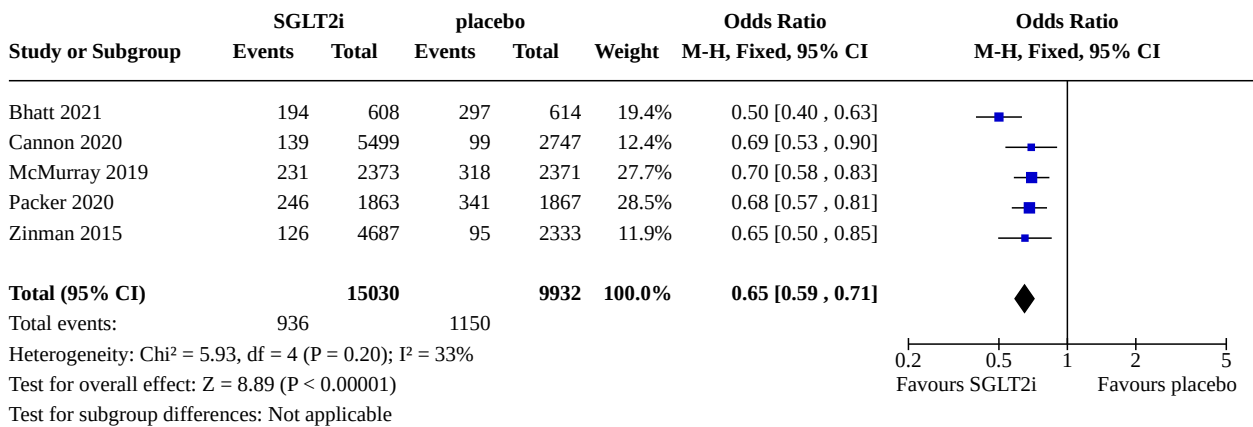 SGLT2i placebo Odds Ratio Odds Ratio
Study or Subgroup Events Total Events Total Weight M-H, Fixed, 95% CI M-H, Fixed, 95% CI
Bhatt 2021 194 608 297 614 19.4% 0.50 [0.40 , 0.63]
Cannon 2020 139 5499 99 2747 12.4% 0.69 [0.53 , 0.90]
McMurray 2019 231 2373 318 2371 27.7% 0.70 [0.58 , 0.83]
Packer 2020 246 1863 341 1867 28.5% 0.68 [0.57 , 0.81]
Zinman 2015 126 4687 95 2333 11.9% 0.65 [0.50 , 0.85]
Total (95% CI) 15030 9932 100.0% 0.65 [0.59 , 0.71]
Total events: 936 1150
Heterogeneity: Chi² = 5.93, df = 4 (P = 0.20); I² = 33% 0.2 0.5 1 2 5
Test for overall effect: Z = 8.89 (P < 0.00001) Favours SGLT2i Favours placebo
Test for subgroup differences: Not applicable